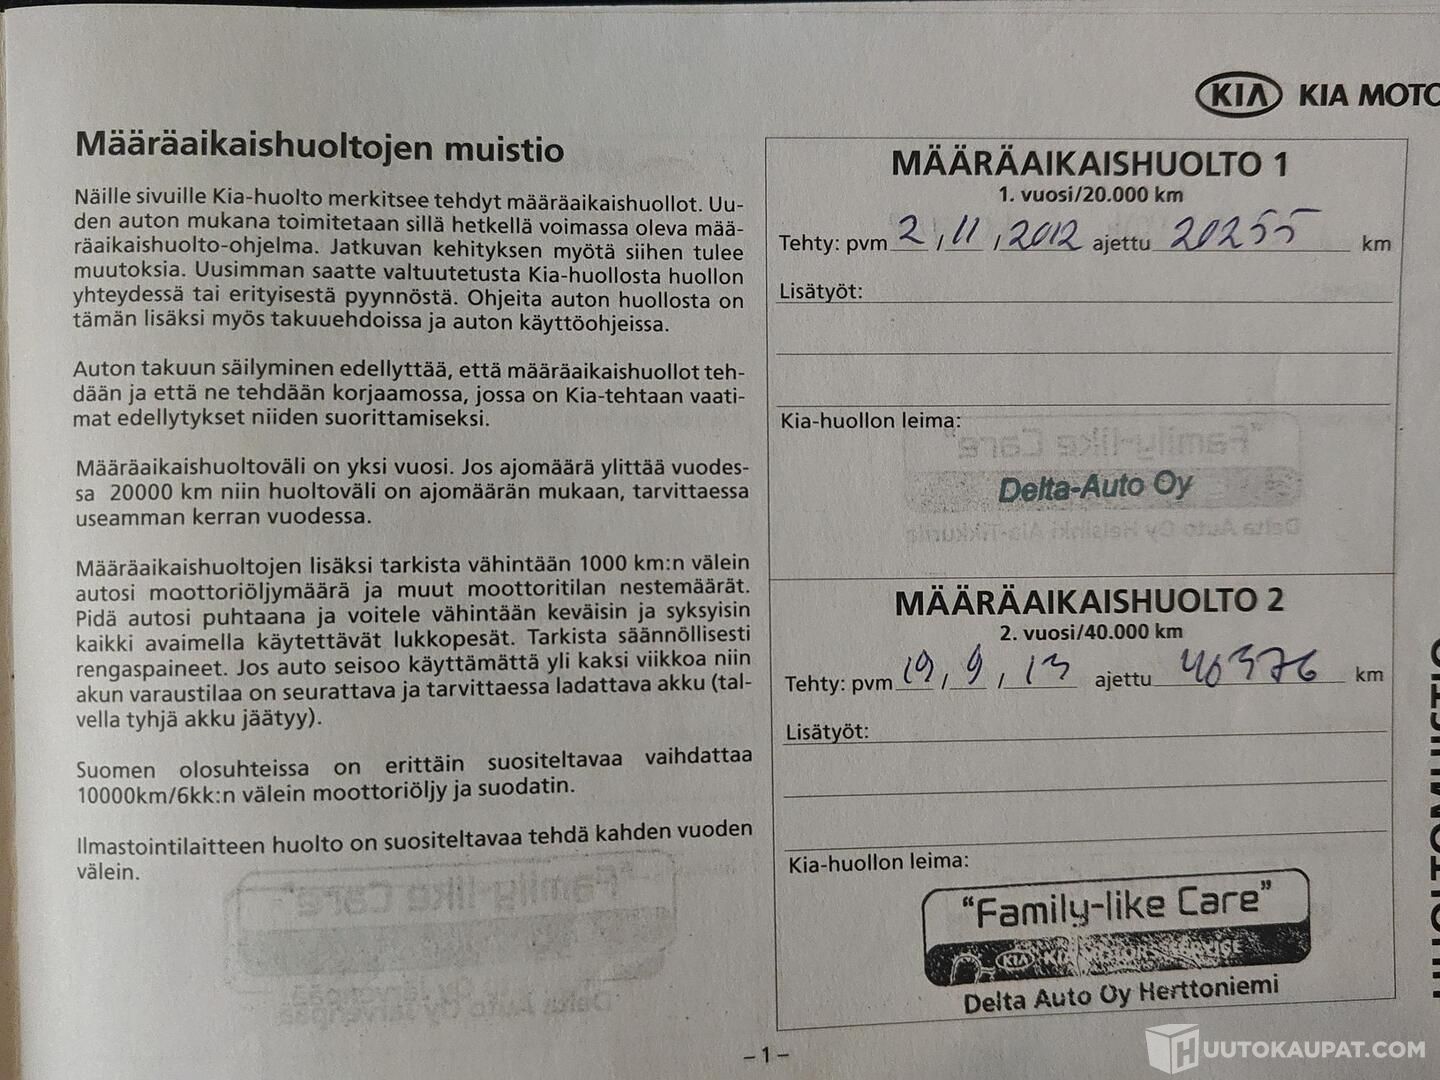 KIA KIA MOTO
Määräaikaishuoltojen muistio
Näille sivuille Kia-huolto merkitsee tehdyt määräaikaishuollot. Uu-
den auton mukana toimitetaan sillä hetkellä voimassa oleva mää-
räaikaishuolto-ohjelma. Jatkuvan kehityksen myötä siihen tulee
muutoksia. Uusimman saatte valtuutetusta Kia-huollosta huollon
yhteydessä tai erityisestä pyynnöstä. Ohjeita auton huollosta on
tämän lisäksi myös takuuehdoissa ja auton käyttöohjeissa.
Auton takuun säilyminen edellyttää, että määräaikaishuollot teh-
dään ja että ne tehdään korjaamossa, jossa on Kia-tehtaan vaati-
mat edellytykset niiden suorittamiseksi.
Määräaikaishuoltoväli on yksi vuosi. Jos ajomäärä ylittää vuodes-
sa 20000 km niin huoltoväli on ajomäärän mukaan, tarvittaessa
useamman kerran vuodessa.
Määräaikaishuoltojen lisäksi tarkista vähintään 1000 km:n välein
autosi moottoriöljymäärä ja muut moottoritilan nestemäärät.
Pidä autosi puhtaana ja voitele vähintään keväisin ja syksyisin
kaikki avaimella käytettävät lukkopesät. Tarkista säännöllisesti
rengaspaineet. Jos auto seisoo käyttämättä yli kaksi viikkoa niin
akun varaustilaa on seurattava ja tarvittaessa ladattava akku (tal-
vella tyhjä akku jäätyy).
Suomen olosuhteissa on erittäin suositeltavaa vaihdattaa
10000km/6kk:n välein moottoriöljy ja suodatin.
Ilmastointilaitteen huolto on suositeltavaa tehdä kahden vuoden
välein.
MÄÄRÄAIKAISHUOLTO 1
1. vuosi/20.000 km
Tehty: pvm 2 / 11 / 2012 ajettu 20255 km
Lisätyöt:
Kia-huollon leima:
Delta-Auto Oy
MÄÄRÄAIKAISHUOLTO 2
2. vuosi/40.000 km
Tehty: pvm 19 / 9 / 13 ajettu 40376 km
Lisätyöt:
Kia-huollon leima:
"Family-like Care"
KIA KIA MOTORS SERVICE
Delta Auto Oy Herttoniemi
– 1 –
HUUTOKAUPAT.COM